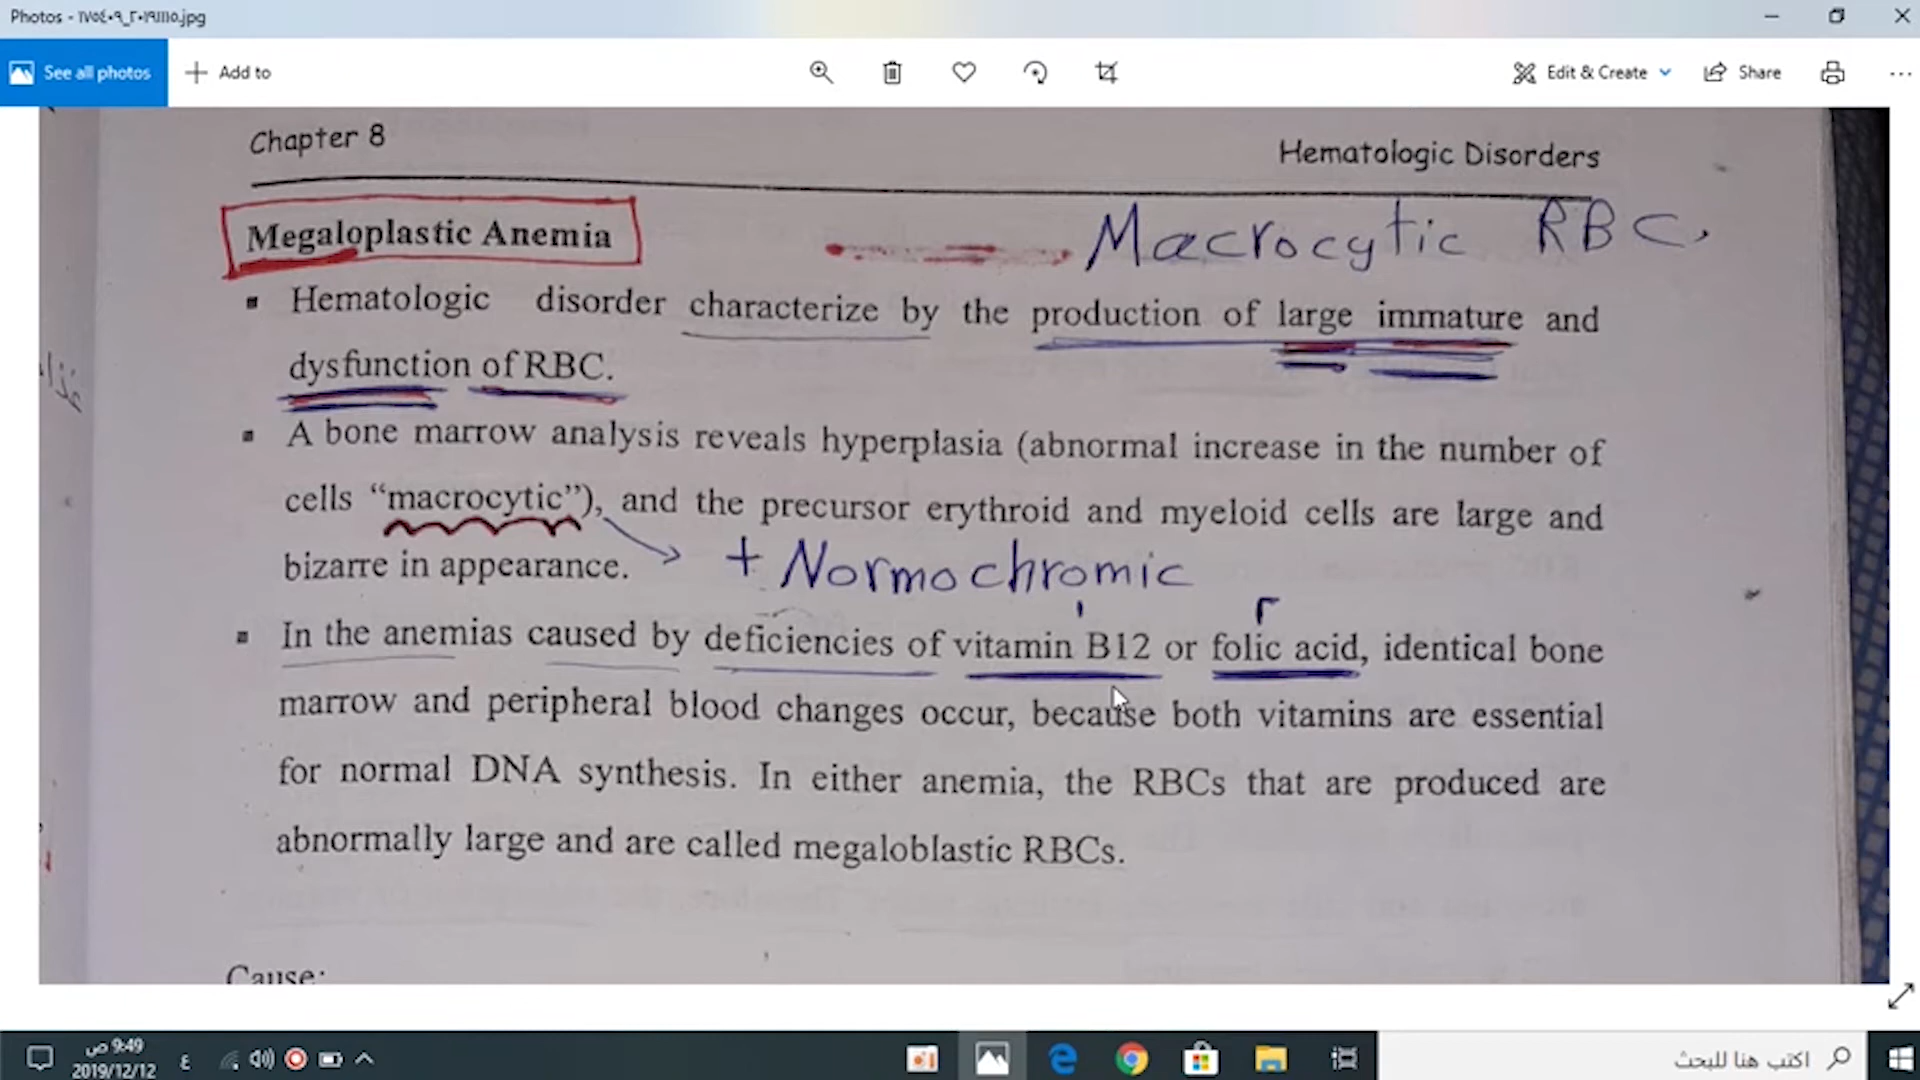 Photos - ٢٠١٩١١١٥_١٧٥٤٠٩.jpg
See all photos
Add to
Edit & Create
Share
Chapter 8
Hematologic Disorders
Megaloplastic Anemia
Macrocytic RBC.
Hematologic disorder characterize by the production of large immature and
dysfunction of RBC.
A bone marrow analysis reveals hyperplasia (abnormal increase in the number of
cells “macrocytic”), and the precursor erythroid and myeloid cells are large and
bizarre in appearance.
+ Normochromic
١ ٢
In the anemias caused by deficiencies of vitamin B12 or folic acid, identical bone
marrow and peripheral blood changes occur, because both vitamins are essential
for normal DNA synthesis. In either anemia, the RBCs that are produced are
abnormally large and are called megaloblastic RBCs.
Cause:
9:49 ص
2019/12/12
ع
اكتب هنا للبحث